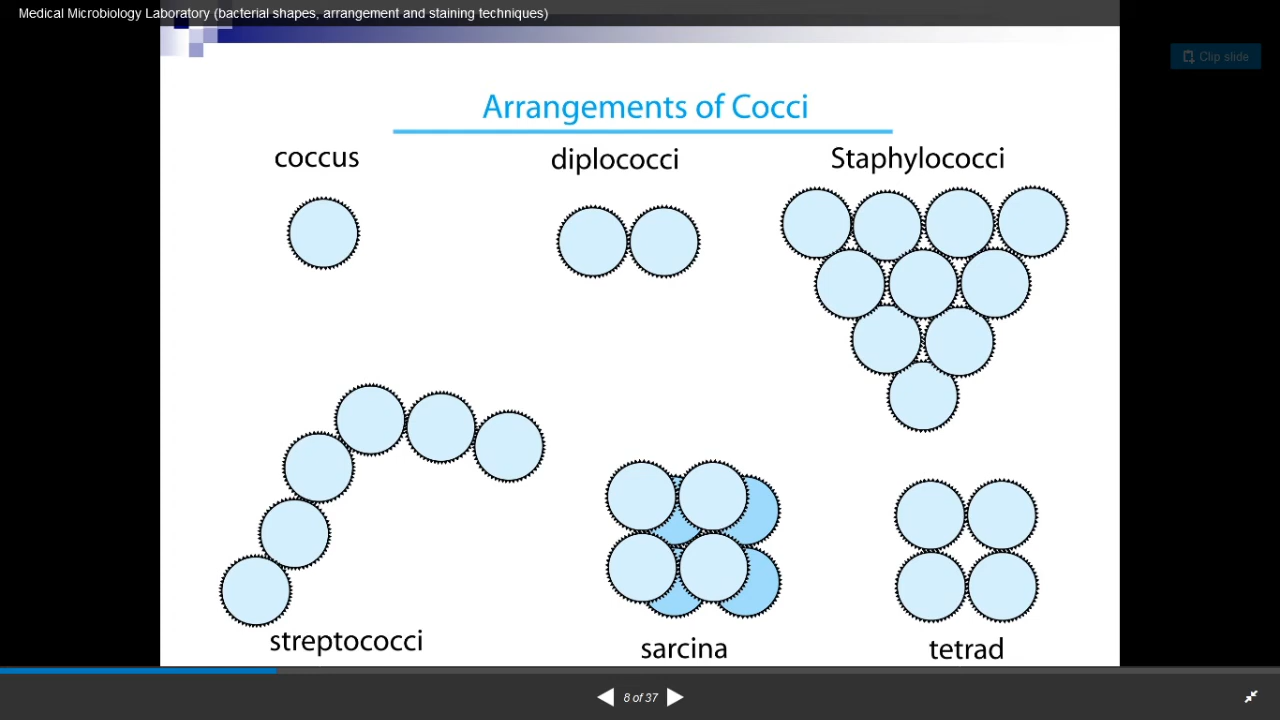 Medical Microbiology Laboratory (bacterial shapes, arrangement and staining techniques)
Clip slide
Arrangements of Cocci
coccus
diplococci
Staphylococci
streptococci
sarcina
tetrad
8 of 37